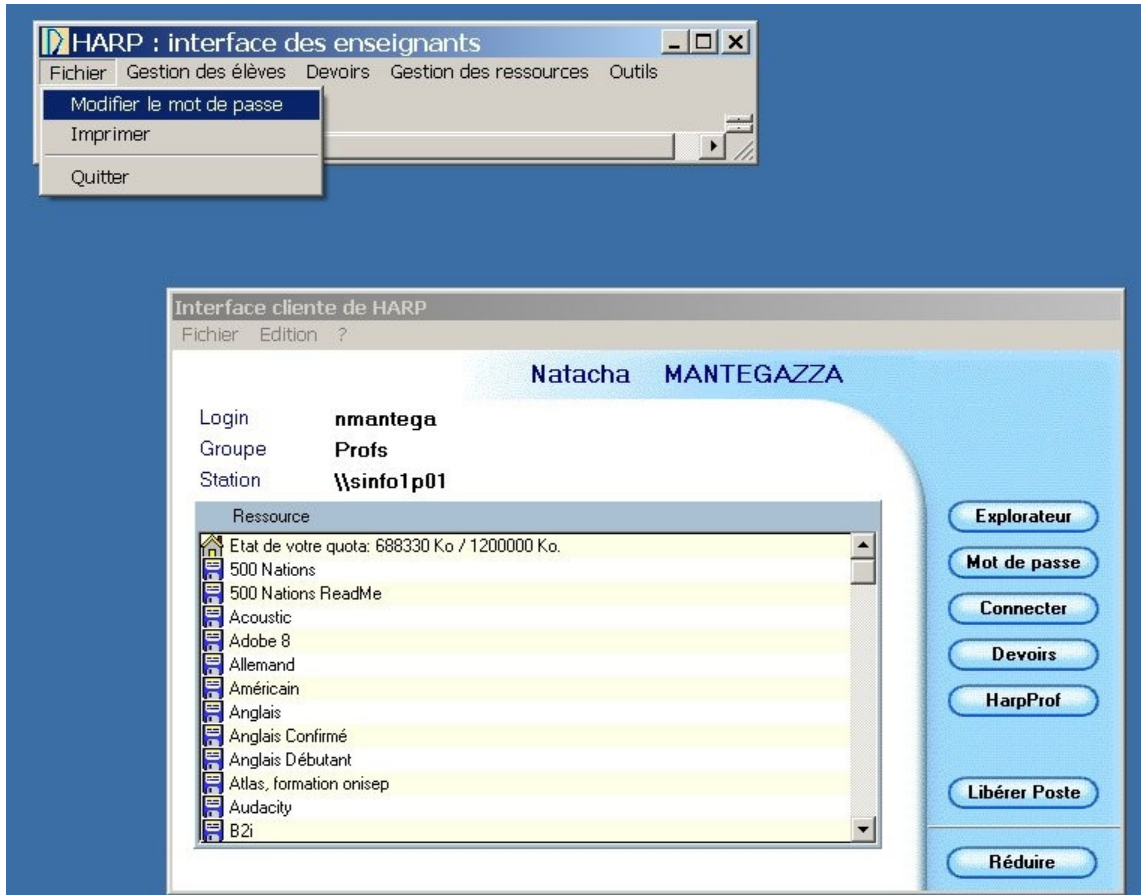 HARP : interface des enseignants
Fichier Gestion des élèves Devoirs Gestion des ressources Outils
Modifier le mot de passe
Imprimer
Quitter
Interface cliente de HARP
Fichier Edition ?
Natacha MANTEGAZZA
Login nmantega
Groupe Profs
Station \\sinfo1p01
Ressource
Etat de votre quota: 688330 Ko / 1200000 Ko.
500 Nations
500 Nations ReadMe
Acoustic
Adobe 8
Allemand
Américain
Anglais
Anglais Confirmé
Anglais Débutant
Atlas, formation onisep
Audacity
B2i
Explorateur
Mot de passe
Connecter
Devoirs
HarpProf
Libérer Poste
Réduire